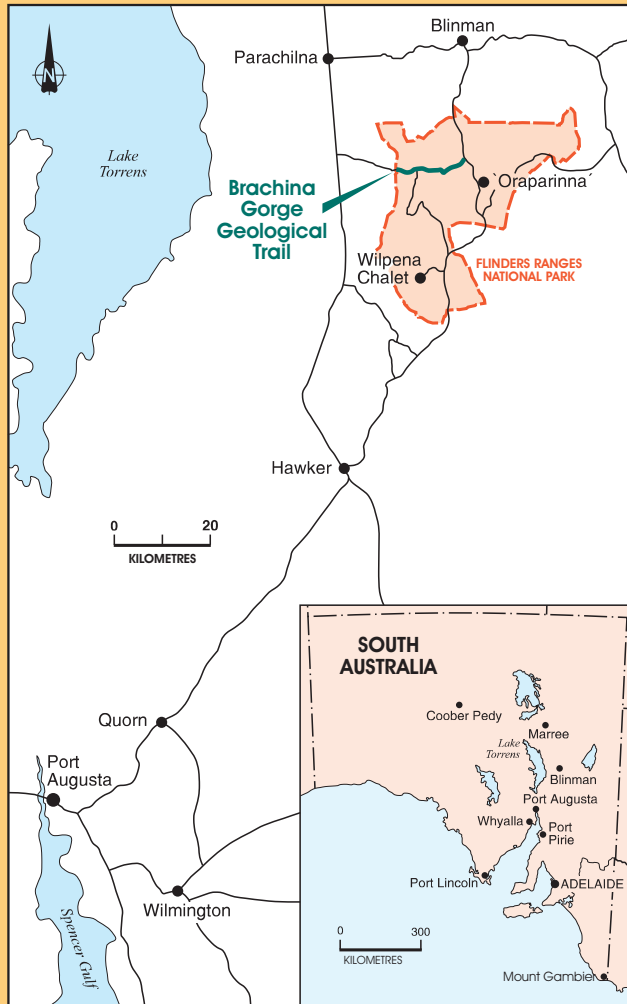 Blinman
Parachilna
N
Lake
Torrens
Brachina
Gorge
Geological
Trail
`Oraparinna´
Wilpena
Chalet
FLINDERS RANGES
NATIONAL PARK
Hawker
0 20
KILOMETRES
Quorn
Port
Augusta
Wilmington
Spencer Gulf
SOUTH
AUSTRALIA
Coober Pedy
Marree
Lake
Torrens
Blinman
Port Augusta
Whyalla
Port
Pirie
Port Lincoln
ADELAIDE
0 300
KILOMETRES
Mount Gambier